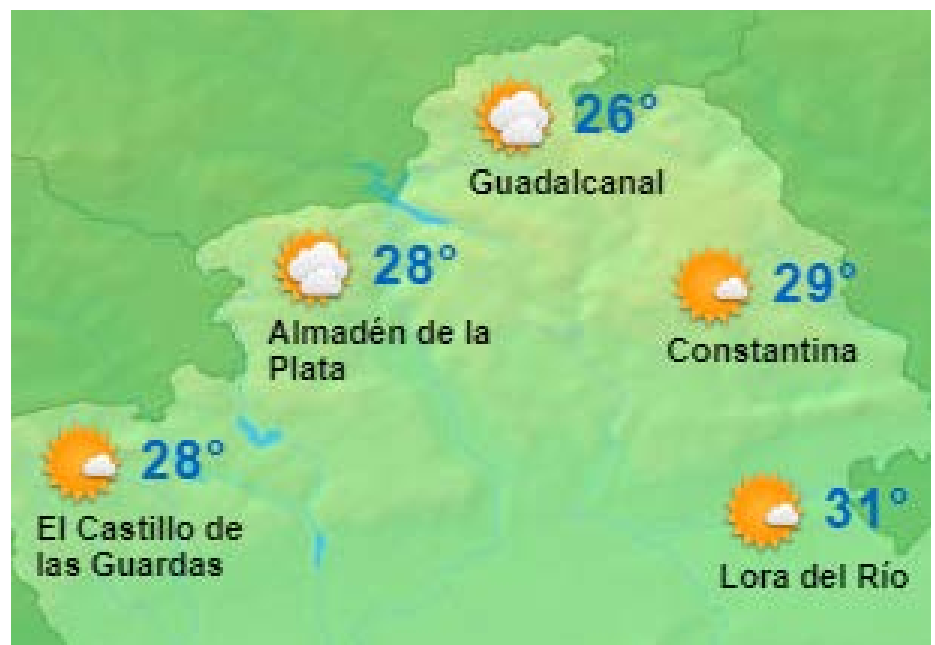 26°
Guadalcanal
28°
Almadén de la
Plata
29°
Constantina
28°
El Castillo de
las Guardas
31°
Lora del Río